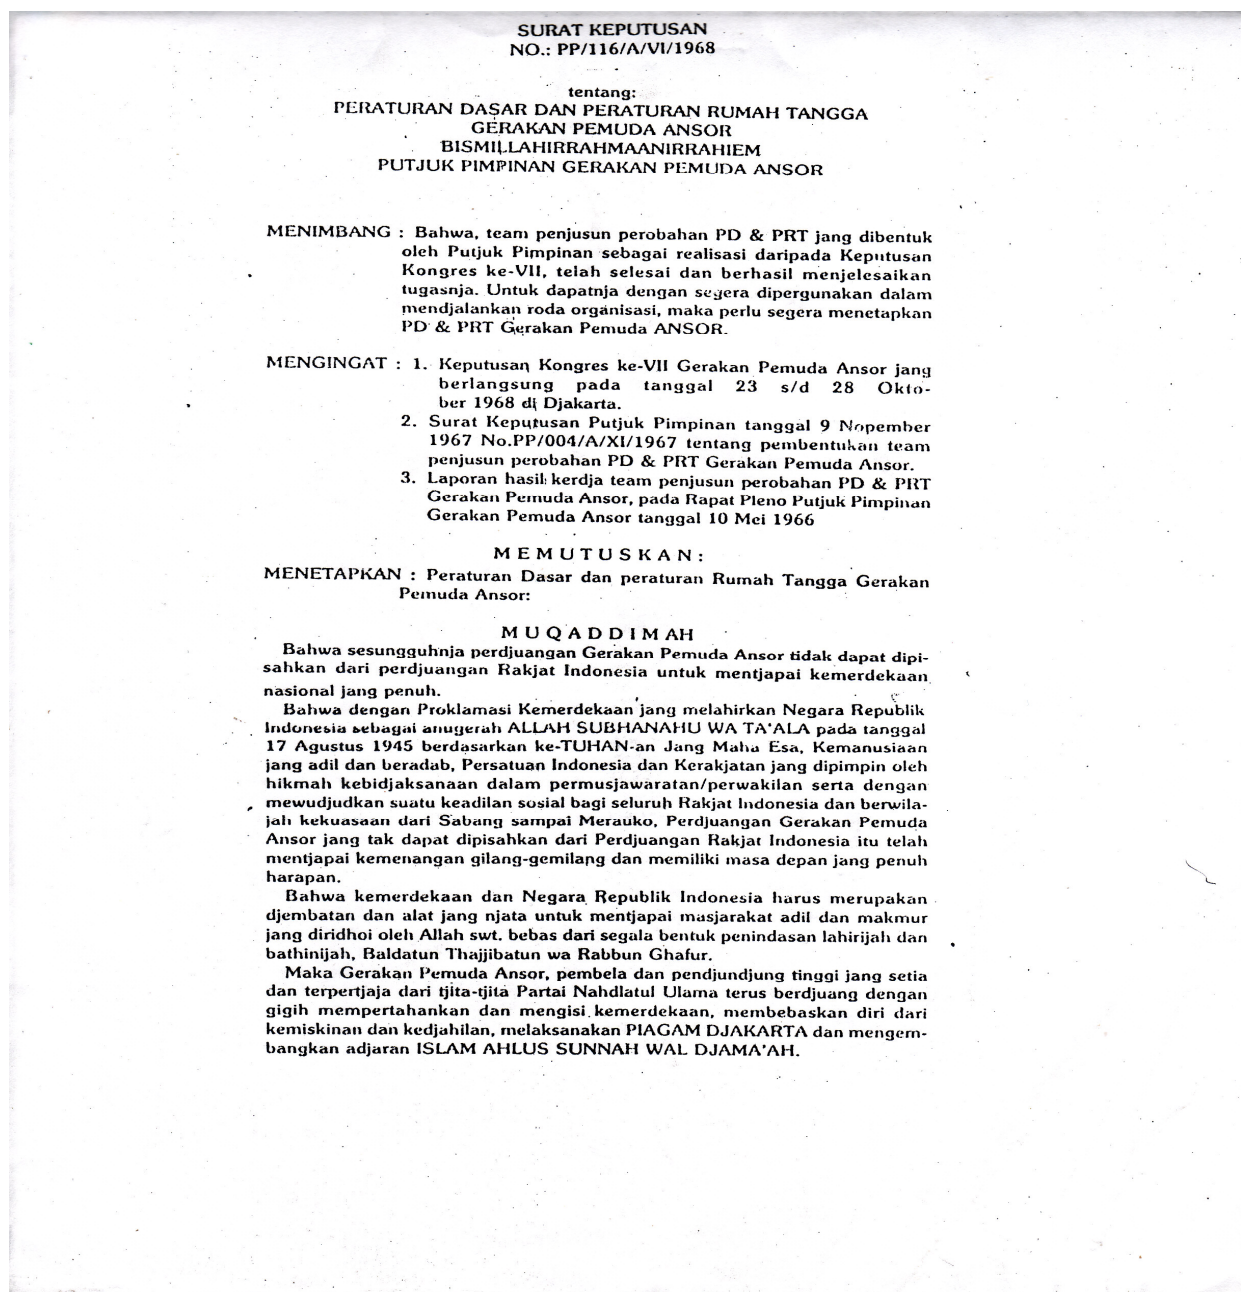 SURAT KEPUTUSAN
NO.: PP/116/A/VI/1968
tentang:
PERATURAN DASAR DAN PERATURAN RUMAH TANGGA
GERAKAN PEMUDA ANSOR
BISMILLAHIRRAHMAANIRRAHIEM
PUTJUK PIMPINAN GERAKAN PEMUDA ANSOR
MENIMBANG : Bahwa, team penjusun perobahan PD & PRT jang dibentuk
oleh Putjuk Pimpinan sebagai realisasi daripada Keputusan
Kongres ke-VII, telah selesai dan berhasil menjelesaikan
tugasnja. Untuk dapatnja dengan segera dipergunakan dalam
mendjalankan roda organisasi, maka perlu segera menetapkan
PD & PRT Gerakan Pemuda ANSOR.
MENGINGAT : 1. Keputusan Kongres ke-VII Gerakan Pemuda Ansor jang
berlangsung pada tanggal 23 s/d 28 Okto-
ber 1968 di Djakarta.
2. Surat Keputusan Putjuk Pimpinan tanggal 9 Nopember
1967 No.PP/004/A/XI/1967 tentang pembentukan team
penjusun perobahan PD & PRT Gerakan Pemuda Ansor.
3. Laporan hasil kerdja team penjusun perobahan PD & PRT
Gerakan Pemuda Ansor, pada Rapat Pleno Putjuk Pimpinan
Gerakan Pemuda Ansor tanggal 10 Mei 1966
M E M U T U S K A N :
MENETAPKAN : Peraturan Dasar dan peraturan Rumah Tangga Gerakan
Pemuda Ansor:
M U Q A D D I M A H
Bahwa sesungguhnja perdjuangan Gerakan Pemuda Ansor tidak dapat dipi-
sahkan dari perdjuangan Rakjat Indonesia untuk mentjapai kemerdekaan
nasional jang penuh.
Bahwa dengan Proklamasi Kemerdekaan jang melahirkan Negara Republik
Indonesia sebagai anugerah ALLAH SUBHANAHU WA TA'ALA pada tanggal
17 Agustus 1945 berdasarkan ke-TUHAN-an Jang Maha Esa, Kemanusiaan
jang adil dan beradab, Persatuan Indonesia dan Kerakjatan jang dipimpin oleh
hikmah kebidjaksanaan dalam permusjawaratan/perwakilan serta dengan
mewudjudkan suatu keadilan sosial bagi seluruh Rakjat Indonesia dan berwila-
jah kekuasaan dari Sabang sampai Merauko, Perdjuangan Gerakan Pemuda
Ansor jang tak dapat dipisahkan dari Perdjuangan Rakjat Indonesia itu telah
mentjapai kemenangan gilang-gemilang dan memiliki masa depan jang penuh
harapan.
Bahwa kemerdekaan dan Negara Republik Indonesia harus merupakan
djembatan dan alat jang njata untuk mentjapai masjarakat adil dan makmur
jang diridhoi oleh Allah swt. bebas dari segala bentuk penindasan lahirijah dan
bathinijah, Baldatun Thajjibatun wa Rabbun Ghafur.
Maka Gerakan Pemuda Ansor, pembela dan pendjundjung tinggi jang setia
dan terpertjaja dari tjita-tjita Partai Nahdlatul Ulama terus berdjuang dengan
gigih mempertahankan dan mengisi kemerdekaan, membebaskan diri dari
kemiskinan dan kedjahilan, melaksanakan PIAGAM DJAKARTA dan mengem-
bangkan adjaran ISLAM AHLUS SUNNAH WAL DJAMA'AH.